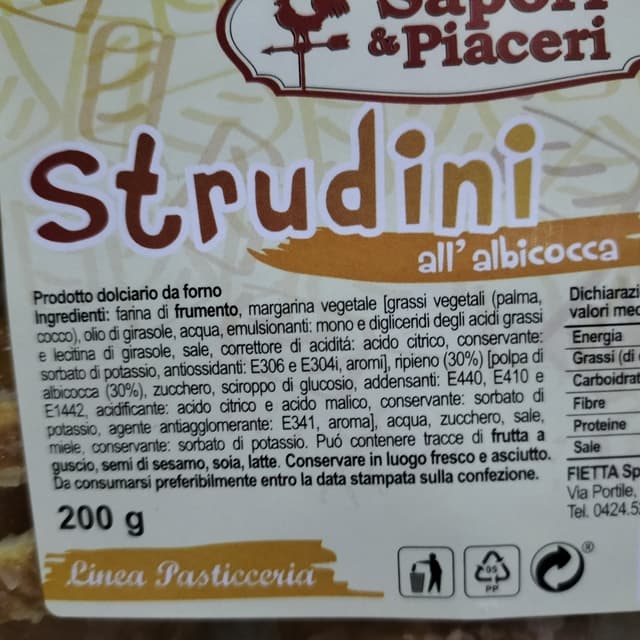 Sapori
& Piaceri
Strudini
all'albicocca
Prodotto dolciario da forno
Ingredienti: farina di frumento, margarina vegetale [grassi vegetali (palma,
cocco), olio di girasole, acqua, emulsionanti: mono e digliceridi degli acidi grassi
e lecitina di girasole, sale, correttore di aciditá: acido citrico, conservante:
sorbato di potassio, antiossidanti: E306 e E304i, aromi], ripieno (30%) [polpa di
albicocca (30%), zucchero, sciroppo di glucosio, addensanti: E440, E410 e
E1442, acidificante: acido citrico e acido malico, conservante: sorbato di
potassio, agente antiagglomerante: E341, aroma], acqua, zucchero, sale,
miele, conservante: sorbato di potassio. Puó contenere tracce di frutta a
guscio, semi di sesamo, soia, latte. Conservare in luogo fresco e asciutto.
Da consumarsi preferibilmente entro la data stampata sulla confezione.
200 g
Linea Pasticceria
Dichiarazi
valori med
Energia
Grassi (di
Carboidrat
Fibre
Proteine
Sale
FIETTA Sp
Via Portile,
Tel. 0424.5
05
PP
®